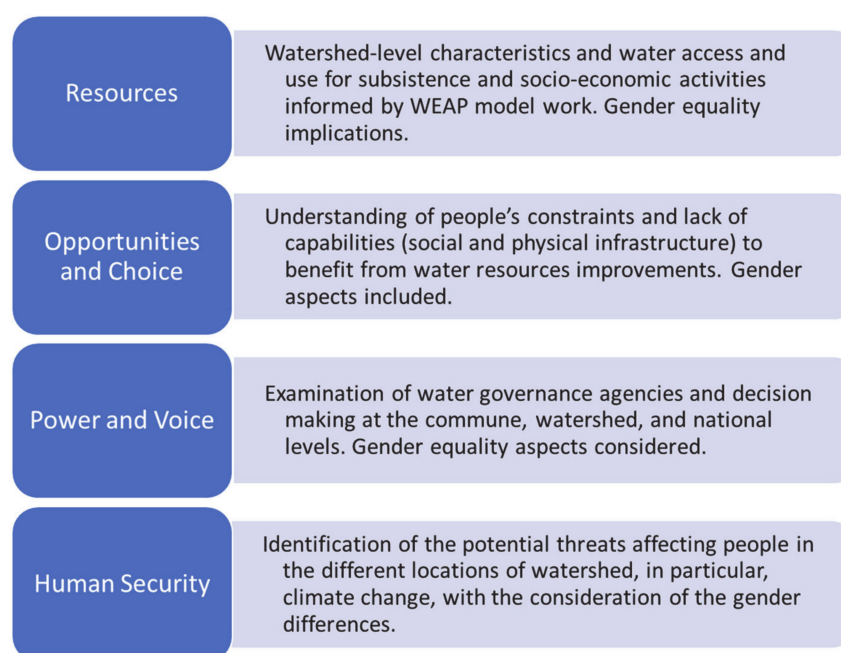 Resources
Watershed-level characteristics and water access and
use for subsistence and socio-economic activities
informed by WEAP model work. Gender equality
implications.
Opportunities
and Choice
Understanding of people's constraints and lack of
capabilities (social and physical infrastructure) to
benefit from water resources improvements. Gender
aspects included.
Power and Voice
Examination of water governance agencies and decision
making at the commune, watershed, and national
levels. Gender equality aspects considered.
Human Security
Identification of the potential threats affecting people in
the different locations of watershed, in particular,
climate change, with the consideration of the gender
differences.